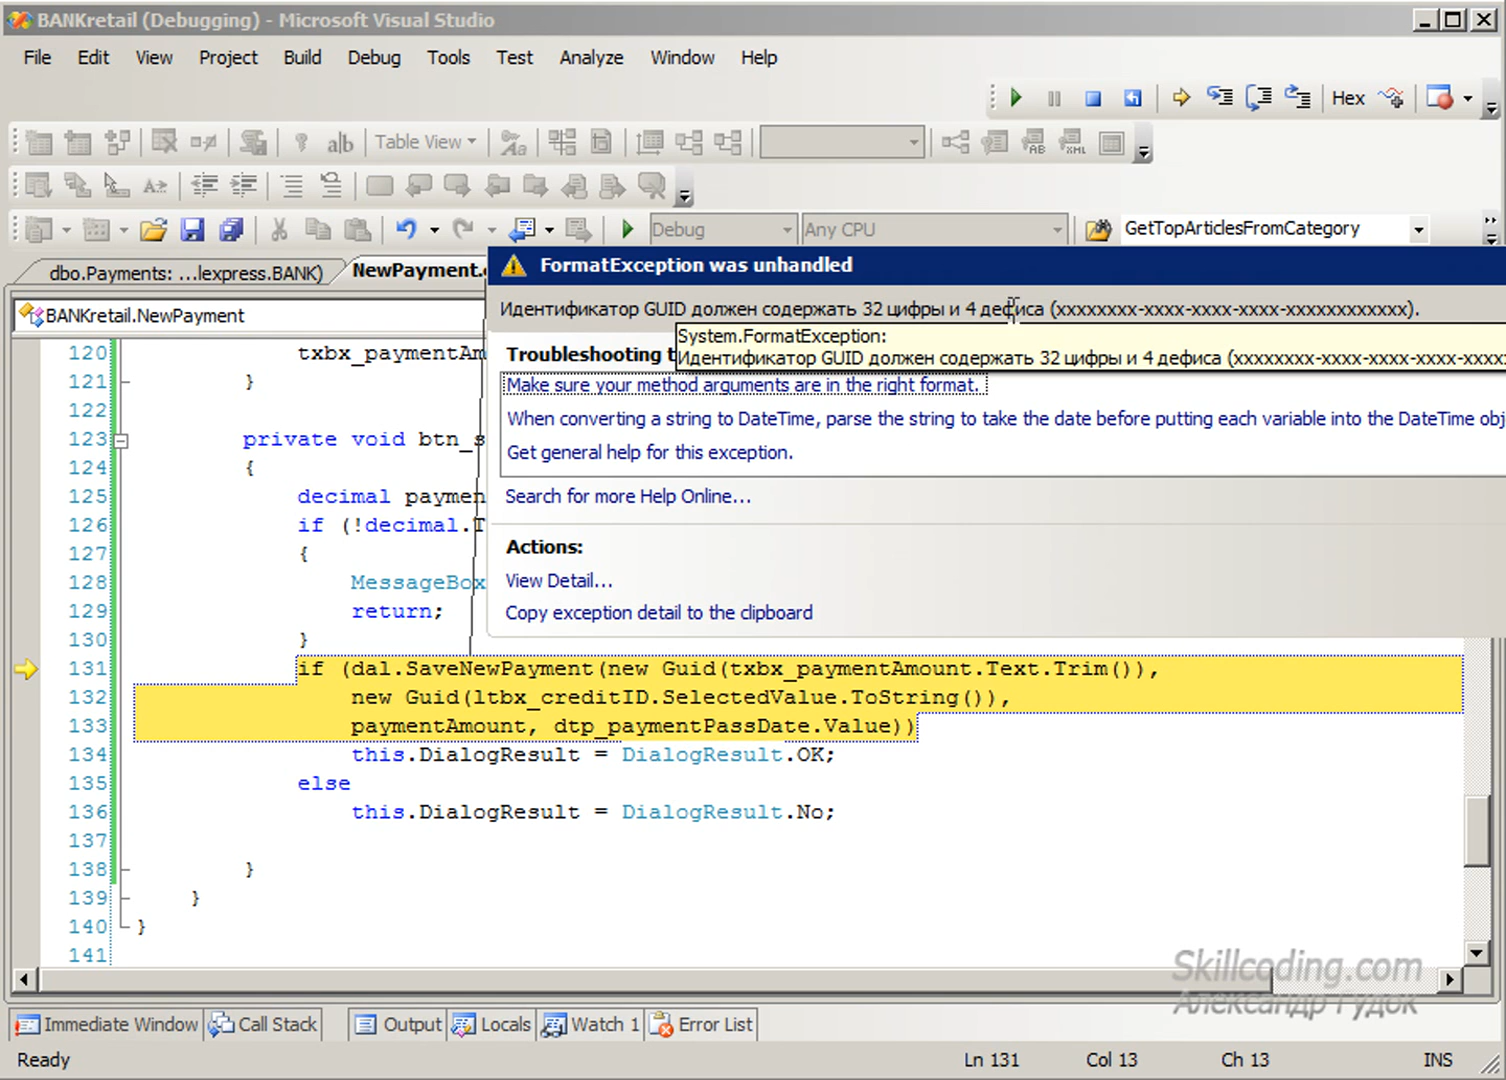 BANKretail (Debugging) - Microsoft Visual Studio
File Edit View Project Build Debug Tools Test Analyze Window Help
Hex
Table View
Debug Any CPU GetTopArticlesFromCategory
dbo.Payments: ...lexpress.BANK) NewPayment.
FormatException was unhandled
BANKretail.NewPayment
Идентификатор GUID должен содержать 32 цифры и 4 дефиса (xxxxxxxx-xxxx-xxxx-xxxx-xxxxxxxxxxxx).
System.FormatException:
Идентификатор GUID должен содержать 32 цифры и 4 дефиса (xxxxxxxx-xxxx-xxxx-xxxx-xxxx
Troubleshooting t
Make sure your method arguments are in the right format.
When converting a string to DateTime, parse the string to take the date before putting each variable into the DateTime obj
Get general help for this exception.
Search for more Help Online...
Actions:
View Detail...
Copy exception detail to the clipboard
120 txbx_paymentAm
121 }
122
123 private void btn_s
124 {
125 decimal paymen
126 if (!decimal.T
127 {
128 MessageBox
129 return;
130 }
131 if (dal.SaveNewPayment(new Guid(txbx_paymentAmount.Text.Trim()),
132 new Guid(ltbx_creditID.SelectedValue.ToString()),
133 paymentAmount, dtp_paymentPassDate.Value))
134 this.DialogResult = DialogResult.OK;
135 else
136 this.DialogResult = DialogResult.No;
137
138 }
139 }
140 }
141
Skillcoding.com
Александр Гудок
Immediate Window Call Stack Output Locals Watch 1 Error List
Ready Ln 131 Col 13 Ch 13 INS